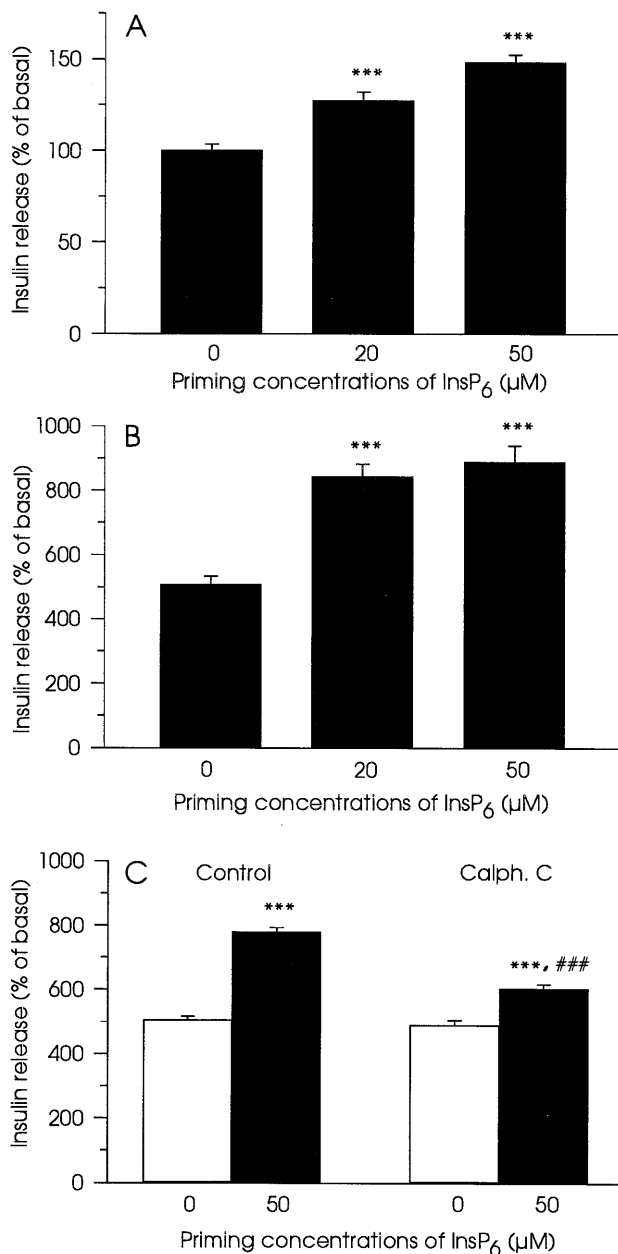 A
Insulin release (% of basal)
150
100
50
0
*** ***
0 20 50
Priming concentrations of InsP6 (µM)
B
Insulin release (% of basal)
1000
800
600
400
200
0
*** ***
0 20 50
Priming concentrations of InsP6 (µM)
C
Control Calph. C
Insulin release (% of basal)
1000
800
600
400
200
0
***
***, ###
0 50 0 50
Priming concentrations of InsP6 (µM)